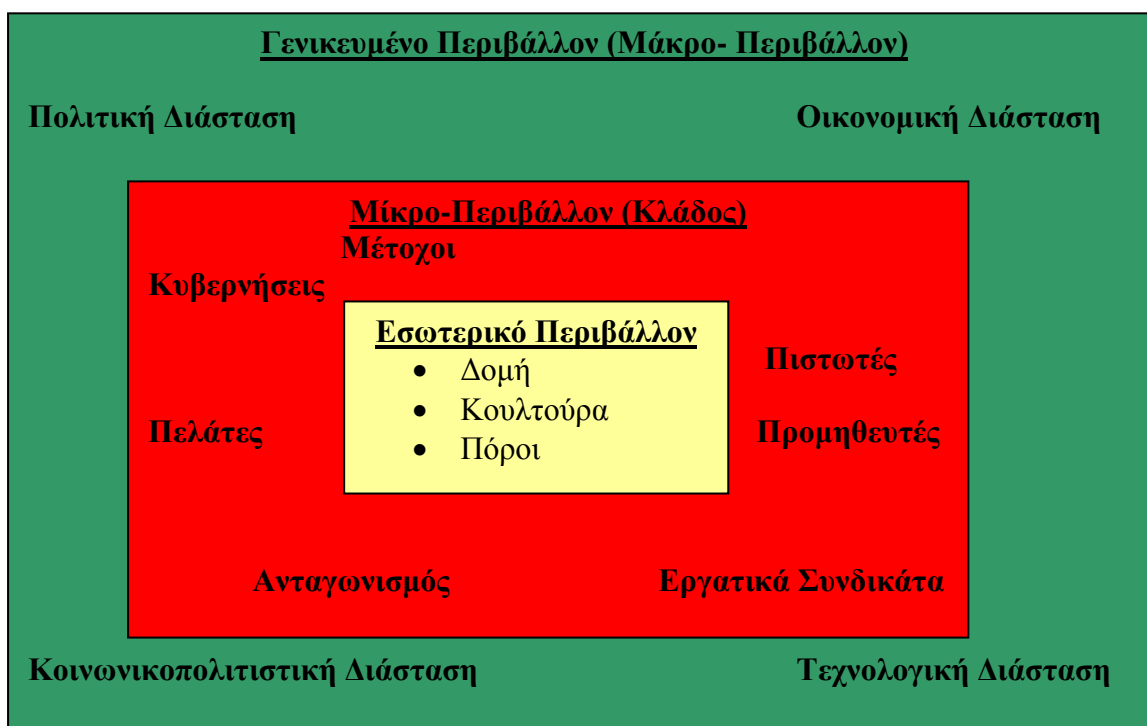 Γενικευμένο Περιβάλλον (Μάκρο- Περιβάλλον)
Πολιτική Διάσταση
Οικονομική Διάσταση
Μίκρο-Περιβάλλον (Κλάδος)
Μέτοχοι
Κυβερνήσεις
Εσωτερικό Περιβάλλον
• Δομή
• Κουλτούρα
• Πόροι
Πιστωτές
Πελάτες
Προμηθευτές
Ανταγωνισμός
Εργατικά Συνδικάτα
Κοινωνικοπολιτιστική Διάσταση
Τεχνολογική Διάσταση